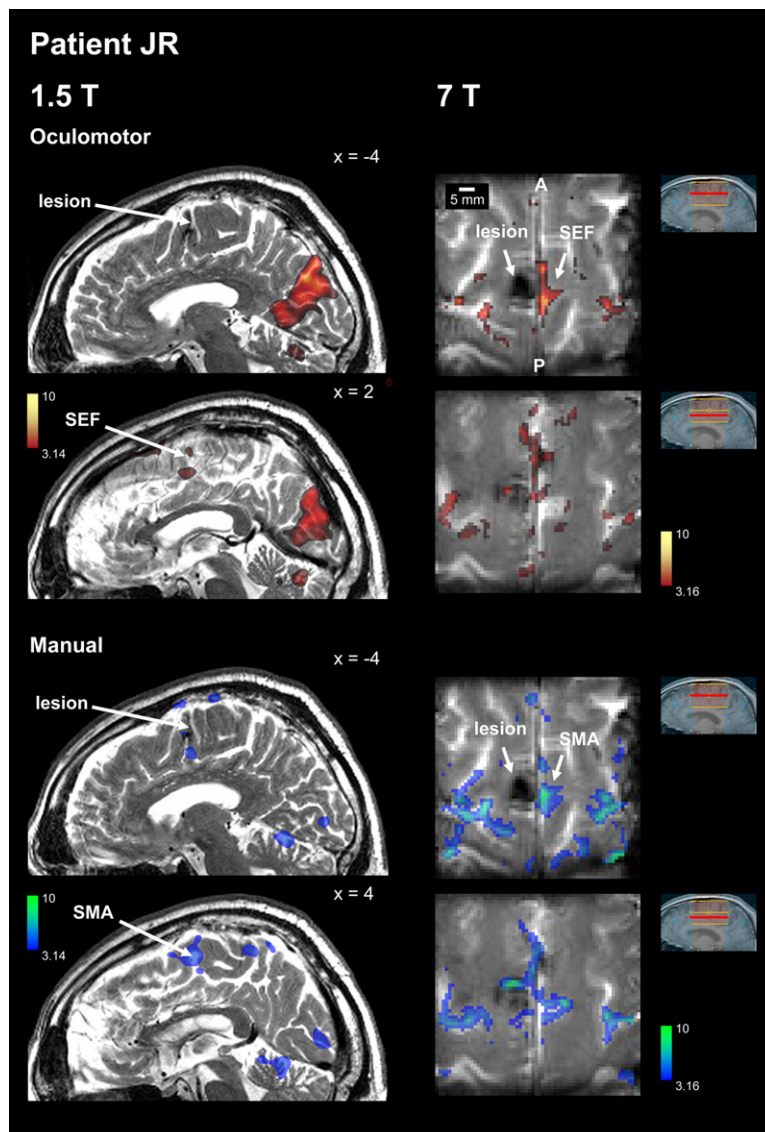 Patient JR
1.5 T
7 T
Oculomotor
x = -4
lesion
A
5 mm
lesion
SEF
P
x = 2
0
10
SEF
3.14
10
3.16
Manual
x = -4
lesion
lesion
SMA
x = 4
10
SMA
3.14
10
3.16